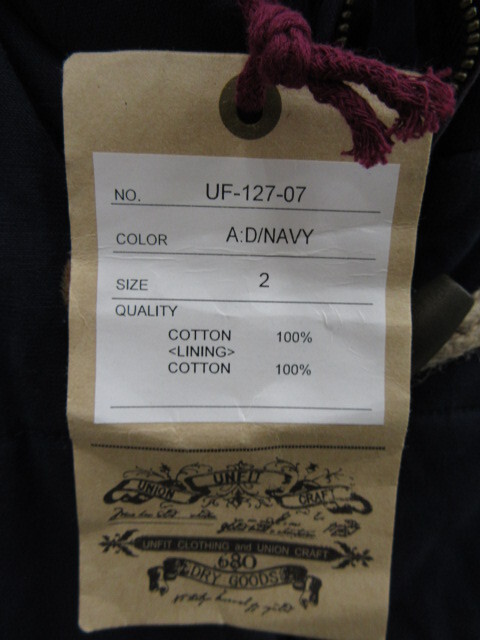 NO. UF-127-07
COLOR A:D/NAVY
SIZE 2
QUALITY
COTTON 100%
<LINING>
COTTON 100%
UNION UNFIT CRAFT
UNFIT CLOTHING and UNION CRAFT
680
DRY GOODS